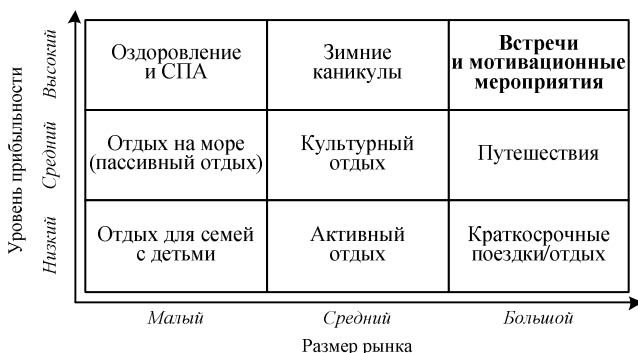 Уровень прибыльности
Высокий
Оздоровление
и СПА
Зимние
каникулы
Встречи
и мотивационные
мероприятия
Средний
Отдых на море
(пассивный отдых)
Культурный
отдых
Путешествия
Низкий
Отдых для семей
с детьми
Активный
отдых
Краткосрочные
поездки/отдых
Малый
Средний
Большой
Размер рынка